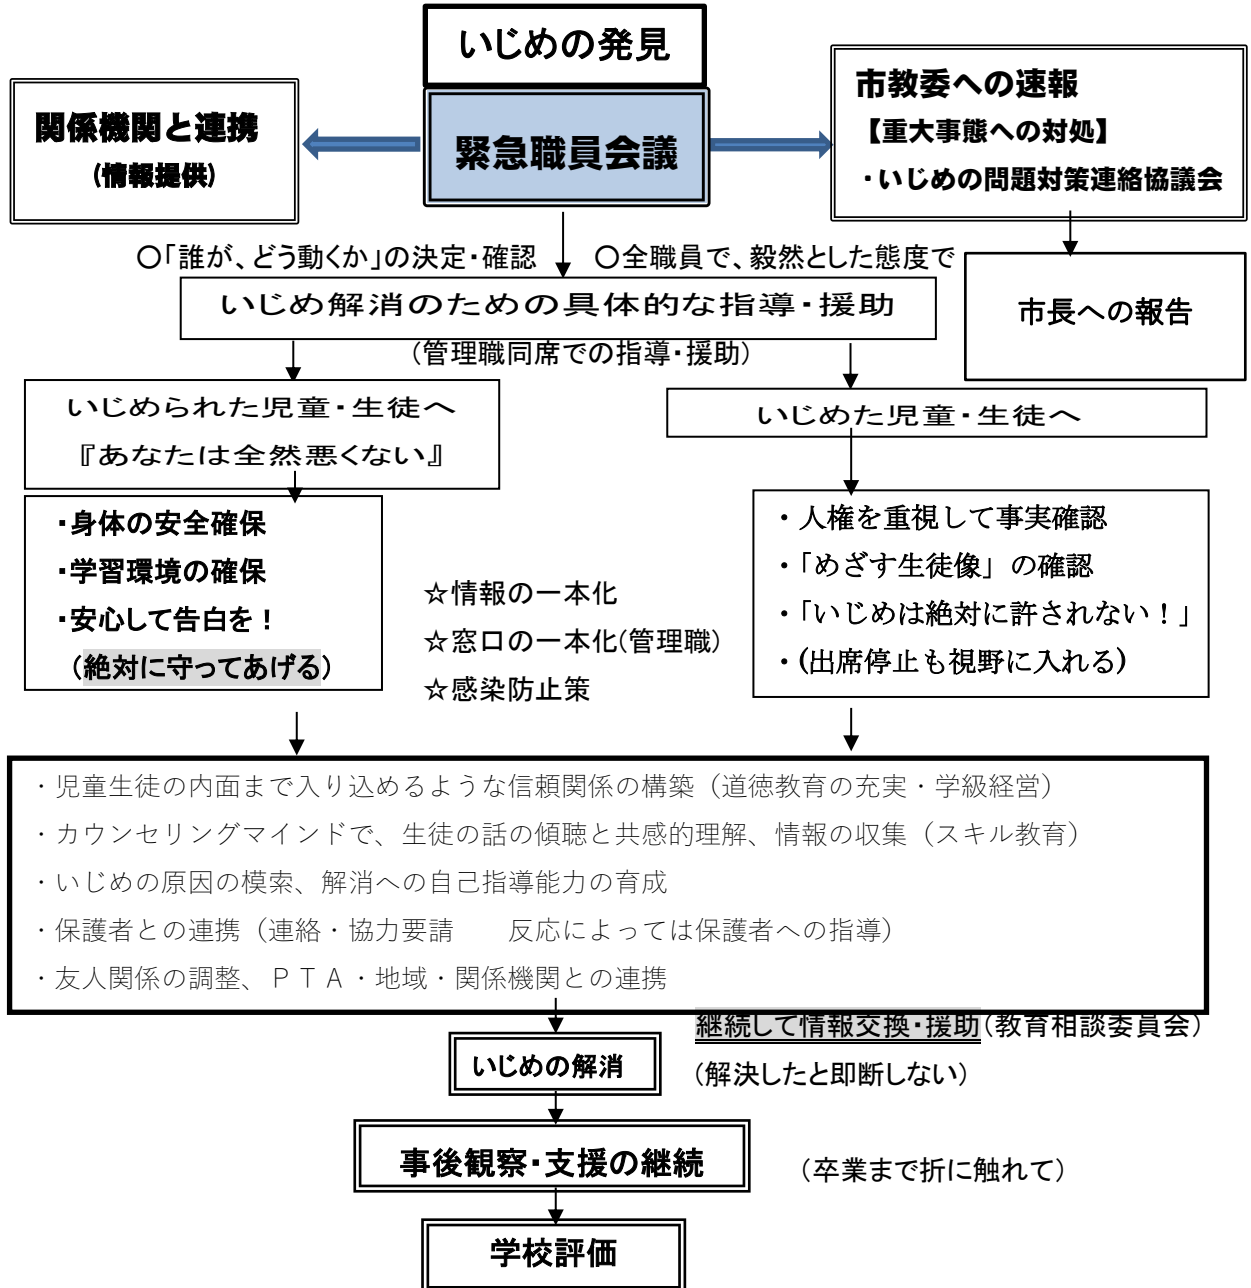 いじめの発見
関係機関と連携
(情報提供)
緊急職員会議
市教委への速報
【重大事態への対処】
・いじめの問題対策連絡協議会
○「誰が、どう動くか」の決定・確認
○全職員で、毅然とした態度で
いじめ解消のための具体的な指導・援助
市長への報告
(管理職同席での指導・援助)
いじめられた児童・生徒へ
『あなたは全然悪くない』
いじめた児童・生徒へ
・身体の安全確保
・学習環境の確保
・安心して告白を！
(絶対に守ってあげる)
☆情報の一本化
☆窓口の一本化(管理職)
☆感染防止策
・人権を重視して事実確認
・「めざす生徒像」の確認
・「いじめは絶対に許されない！」
・(出席停止も視野に入れる)
・児童生徒の内面まで入り込めるような信頼関係の構築（道徳教育の充実・学級経営）
・カウンセリングマインドで、生徒の話の傾聴と共感的理解、情報の収集（スキル教育）
・いじめの原因の模索、解消への自己指導能力の育成
・保護者との連携（連絡・協力要請　　反応によっては保護者への指導）
・友人関係の調整、ＰＴＡ・地域・関係機関との連携
継続して情報交換・援助(教育相談委員会)
いじめの解消
(解決したと即断しない)
事後観察・支援の継続
(卒業まで折に触れて)
学校評価